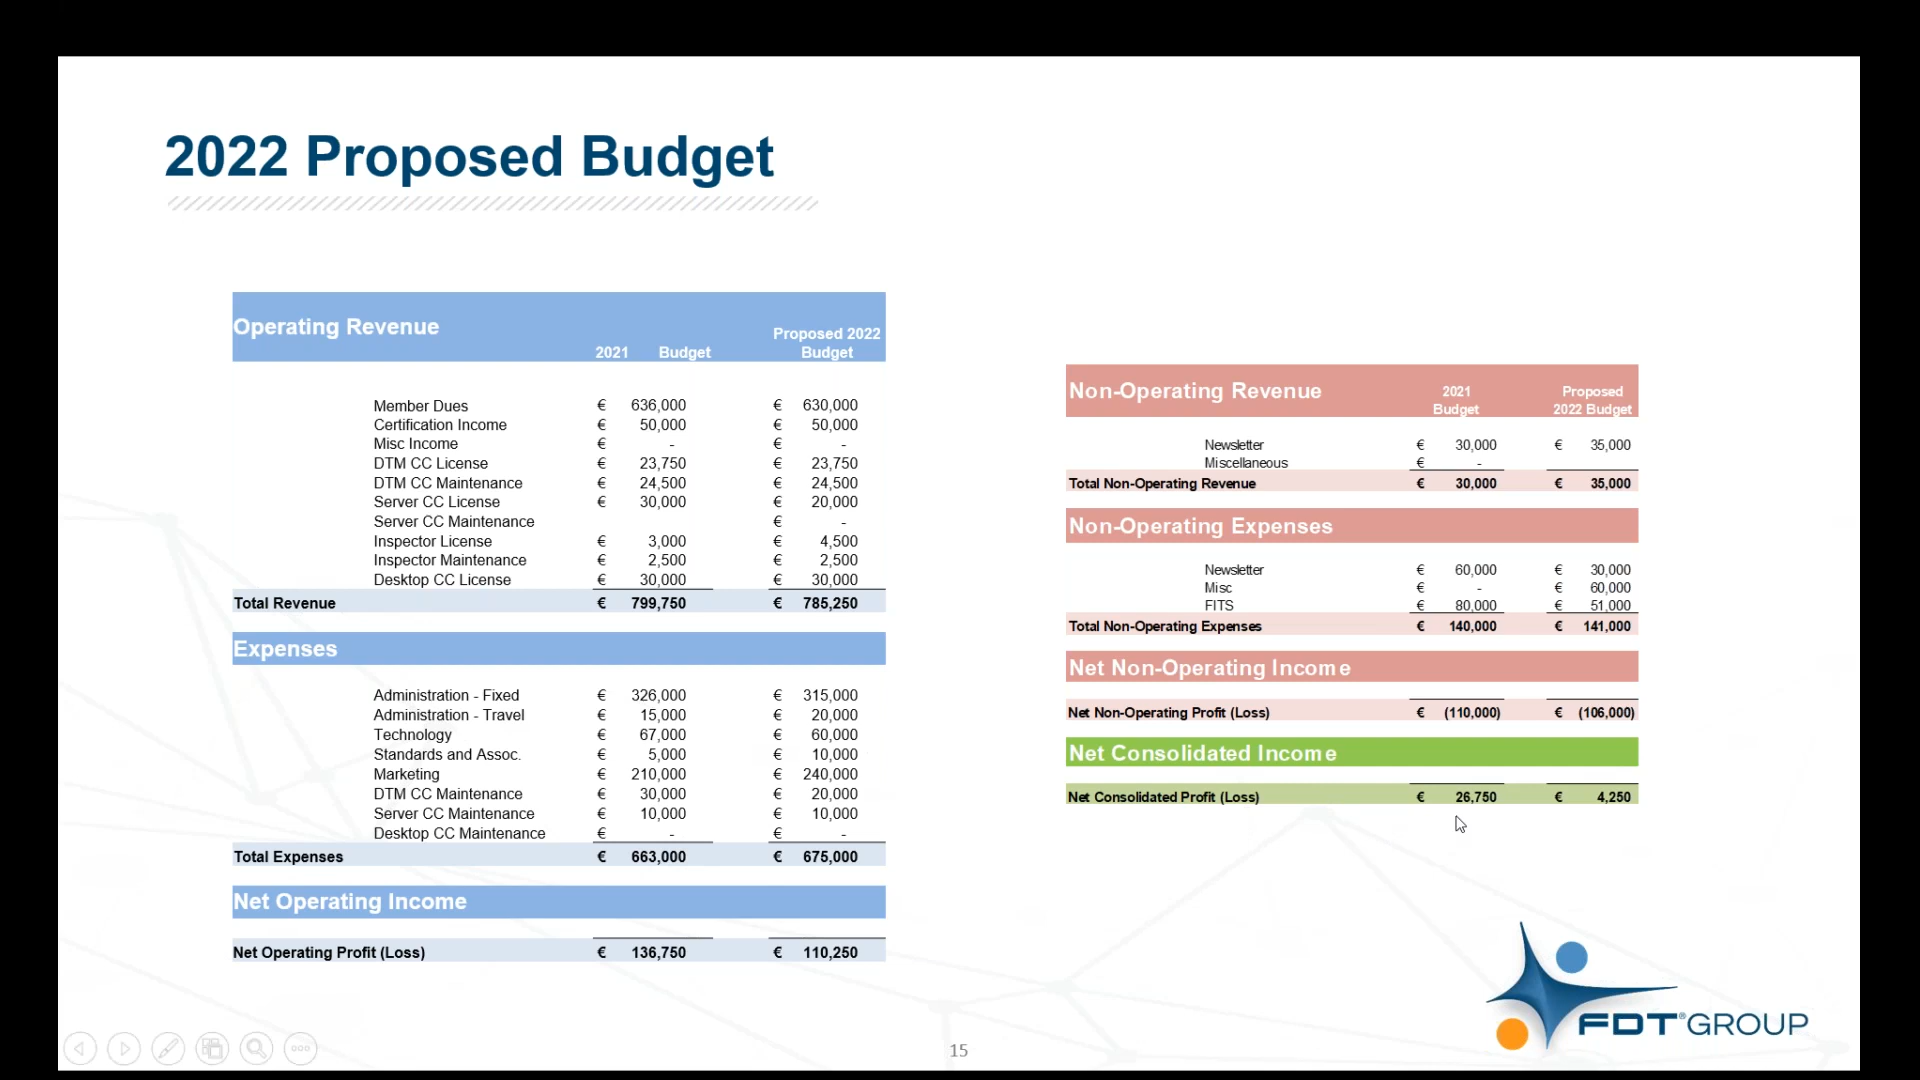 2022 Proposed Budget
Operating Revenue
2021 Budget Proposed 2022 Budget
Member Dues € 636,000 € 630,000
Certification Income € 50,000 € 50,000
Misc Income € - € -
DTM CC License € 23,750 € 23,750
DTM CC Maintenance € 24,500 € 24,500
Server CC License € 30,000 € 20,000
Server CC Maintenance € -
Inspector License € 3,000 € 4,500
Inspector Maintenance € 2,500 € 2,500
Desktop CC License € 30,000 € 30,000
Total Revenue € 799,750 € 785,250
Expenses
Administration - Fixed € 326,000 € 315,000
Administration - Travel € 15,000 € 20,000
Technology € 67,000 € 60,000
Standards and Assoc. € 5,000 € 10,000
Marketing € 210,000 € 240,000
DTM CC Maintenance € 30,000 € 20,000
Server CC Maintenance € 10,000 € 10,000
Desktop CC Maintenance € - € -
Total Expenses € 663,000 € 675,000
Net Operating Income
Net Operating Profit (Loss) € 136,750 € 110,250
Non-Operating Revenue
2021 Budget Proposed 2022 Budget
Newsletter € 30,000 € 35,000
Miscellaneous € -
Total Non-Operating Revenue € 30,000 € 35,000
Non-Operating Expenses
Newsletter € 60,000 € 30,000
Misc € - € 60,000
FITS € 80,000 € 51,000
Total Non-Operating Expenses € 140,000 € 141,000
Net Non-Operating Income
Net Non-Operating Profit (Loss) € (110,000) € (106,000)
Net Consolidated Income
Net Consolidated Profit (Loss) € 26,750 € 4,250
FDT® GROUP
15